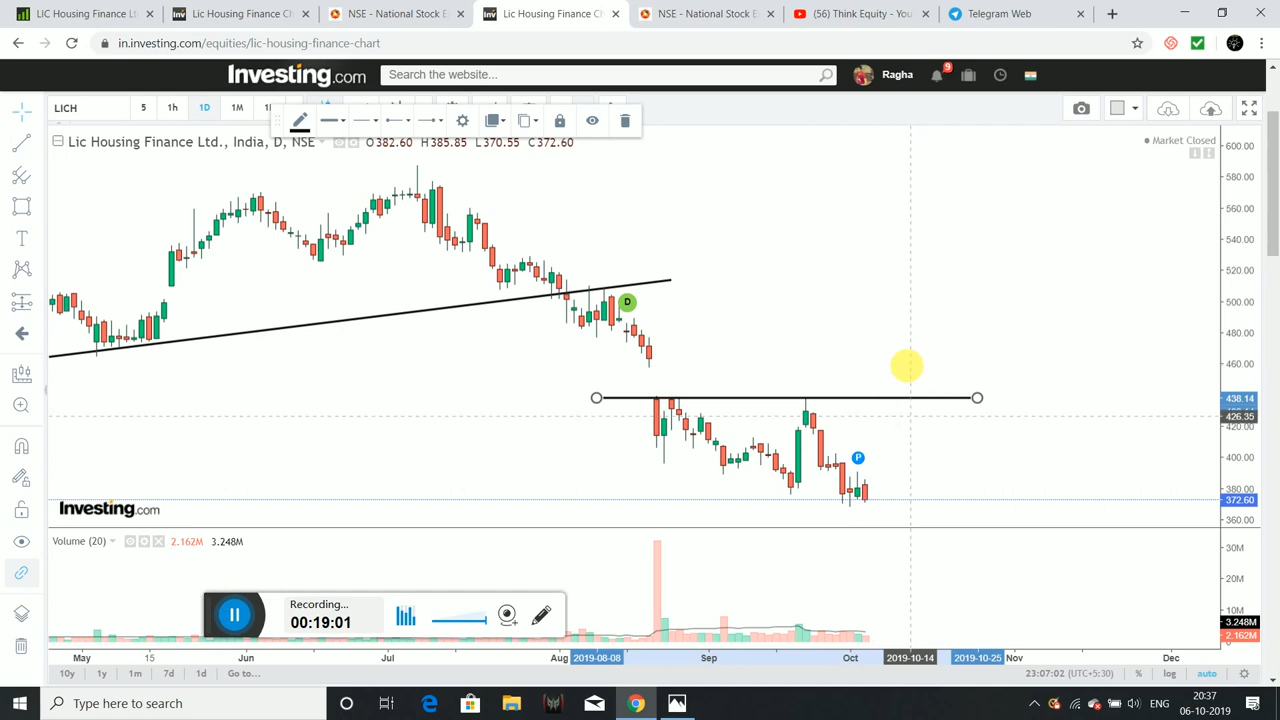 LIC Housing Finance Ltd
Lic Housing Finance Ch
NSE - National Stock Ex
Lic Housing Finance Ch
NSE - National Stock Ex
(56) Think Equity - You
Telegram Web
in.investing.com/equities/lic-housing-finance-chart
Investing.com
Search the website...
Ragha
9
LICH
5
1h
1D
1M
Lic Housing Finance Ltd., India, D, NSE
O 382.60 H 385.85 L 370.55 C 372.60
Market Closed
600.00
580.00
560.00
540.00
520.00
500.00
480.00
460.00
438.14
426.35
420.00
400.00
380.00
372.60
360.00
D
P
Investing.com
Volume (20)
2.162M 3.248M
30M
20M
10M
3.248M
2.162M
Recording...
00:19:01
May 15 Jun Jul Aug 2019-08-08 Sep Oct 2019-10-14 2019-10-25 Nov Dec
10y 1y 1m 7d 1d Go to...
23:07:02 (UTC+5:30) % log auto
Type here to search
ENG
20:37
06-10-2019